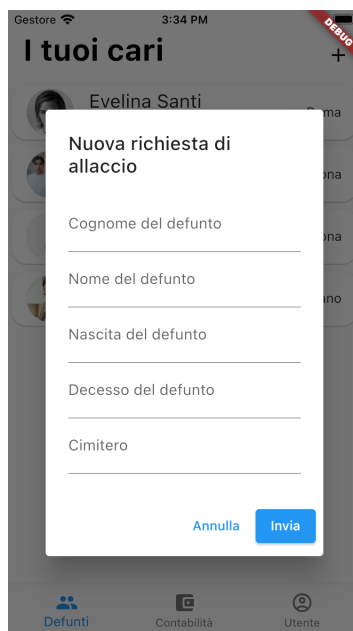 Gestore 3:34 PM
DEBUG
I tuoi cari
+
Evelina Santi
Nuova richiesta di
allaccio
Cognome del defunto
Nome del defunto
Nascita del defunto
Decesso del defunto
Cimitero
Annulla Invia
Defunti Contabilità Utente